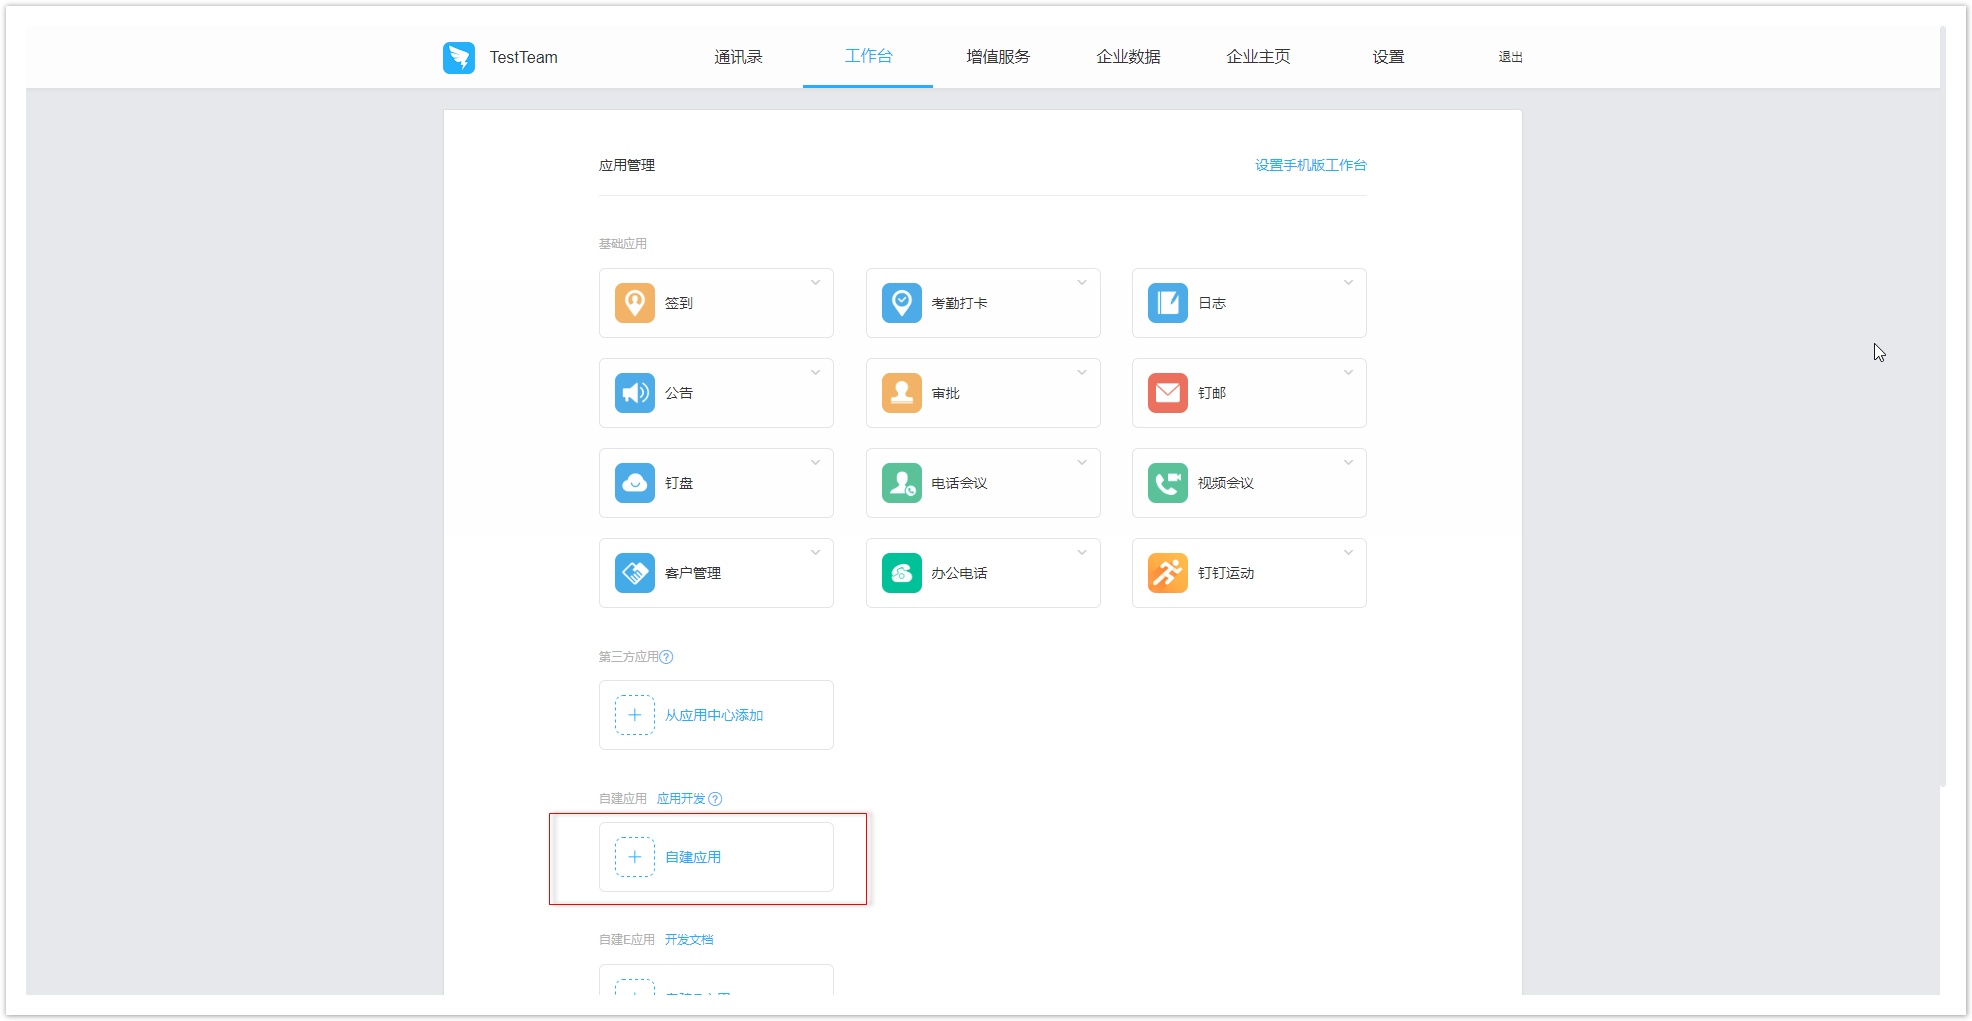 TestTeam 通讯录 工作台 增值服务 企业数据 企业主页 设置 退出
应用管理 设置手机版工作台
基础应用
签到 考勤打卡 日志
公告 审批 钉邮
钉盘 电话会议 视频会议
客户管理 办公电话 钉钉运动
第三方应用?
从应用中心添加
自建应用 应用开发?
自建应用
自建E应用 开发文档